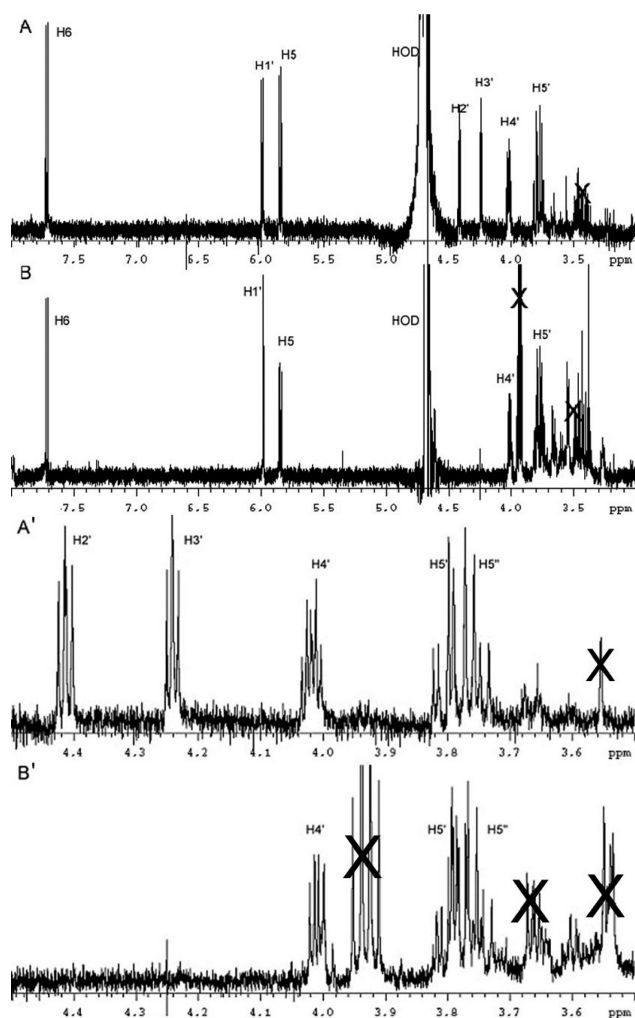 A
H6
H1'
H5
HOD
H2'
H3'
H4'
H5'
X
7.5 7.0 6.5 6.0 5.5 5.0 4.5 4.0 3.5 ppm
B
H6
H1'
H5
HOD
H4'
X
H5'
X
7.5 7.0 6.5 6.0 5.5 5.0 4.5 4.0 3.5 ppm
A'
H2'
H3'
H4'
H5'
H5"
X
4.4 4.3 4.2 4.1 4.0 3.9 3.8 3.7 3.6 ppm
B'
H4'
X
H5'
H5"
X
X
4.4 4.3 4.2 4.1 4.0 3.9 3.8 3.7 3.6 ppm